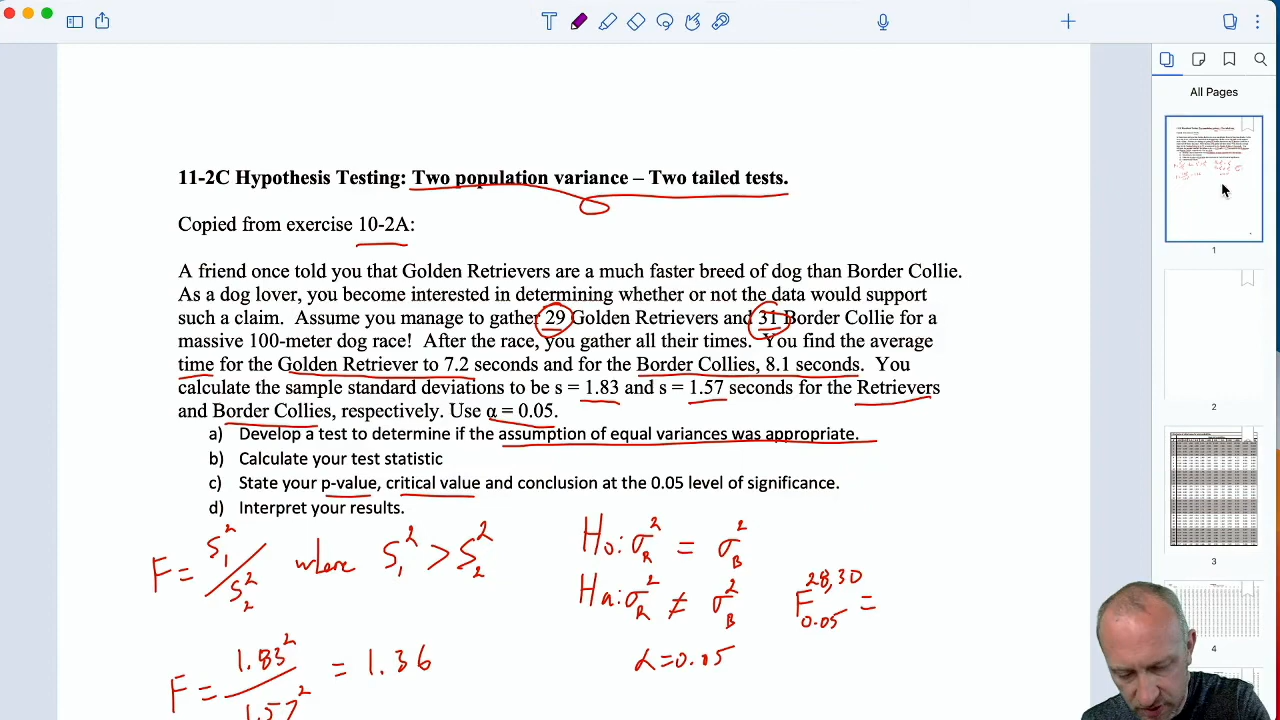 All Pages
11-2C Hypothesis Testing: Two population variance – Two tailed tests.
Copied from exercise 10-2A:
A friend once told you that Golden Retrievers are a much faster breed of dog than Border Collie.
As a dog lover, you become interested in determining whether or not the data would support
such a claim. Assume you manage to gather 29 Golden Retrievers and 31 Border Collie for a
massive 100-meter dog race! After the race, you gather all their times. You find the average
time for the Golden Retriever to 7.2 seconds and for the Border Collies, 8.1 seconds. You
calculate the sample standard deviations to be s = 1.83 and s = 1.57 seconds for the Retrievers
and Border Collies, respectively. Use α = 0.05.
a) Develop a test to determine if the assumption of equal variances was appropriate.
b) Calculate your test statistic
c) State your p-value, critical value and conclusion at the 0.05 level of significance.
d) Interpret your results.
F = S₁²/S₂² where S₁² > S₂²
H₀: σ_R² = σ_B²
Ha: σ_R² ≠ σ_B²
F_0.05^28,30 =
α = 0.05
F = 1.83²/1.57² = 1.36
1
2
3
4